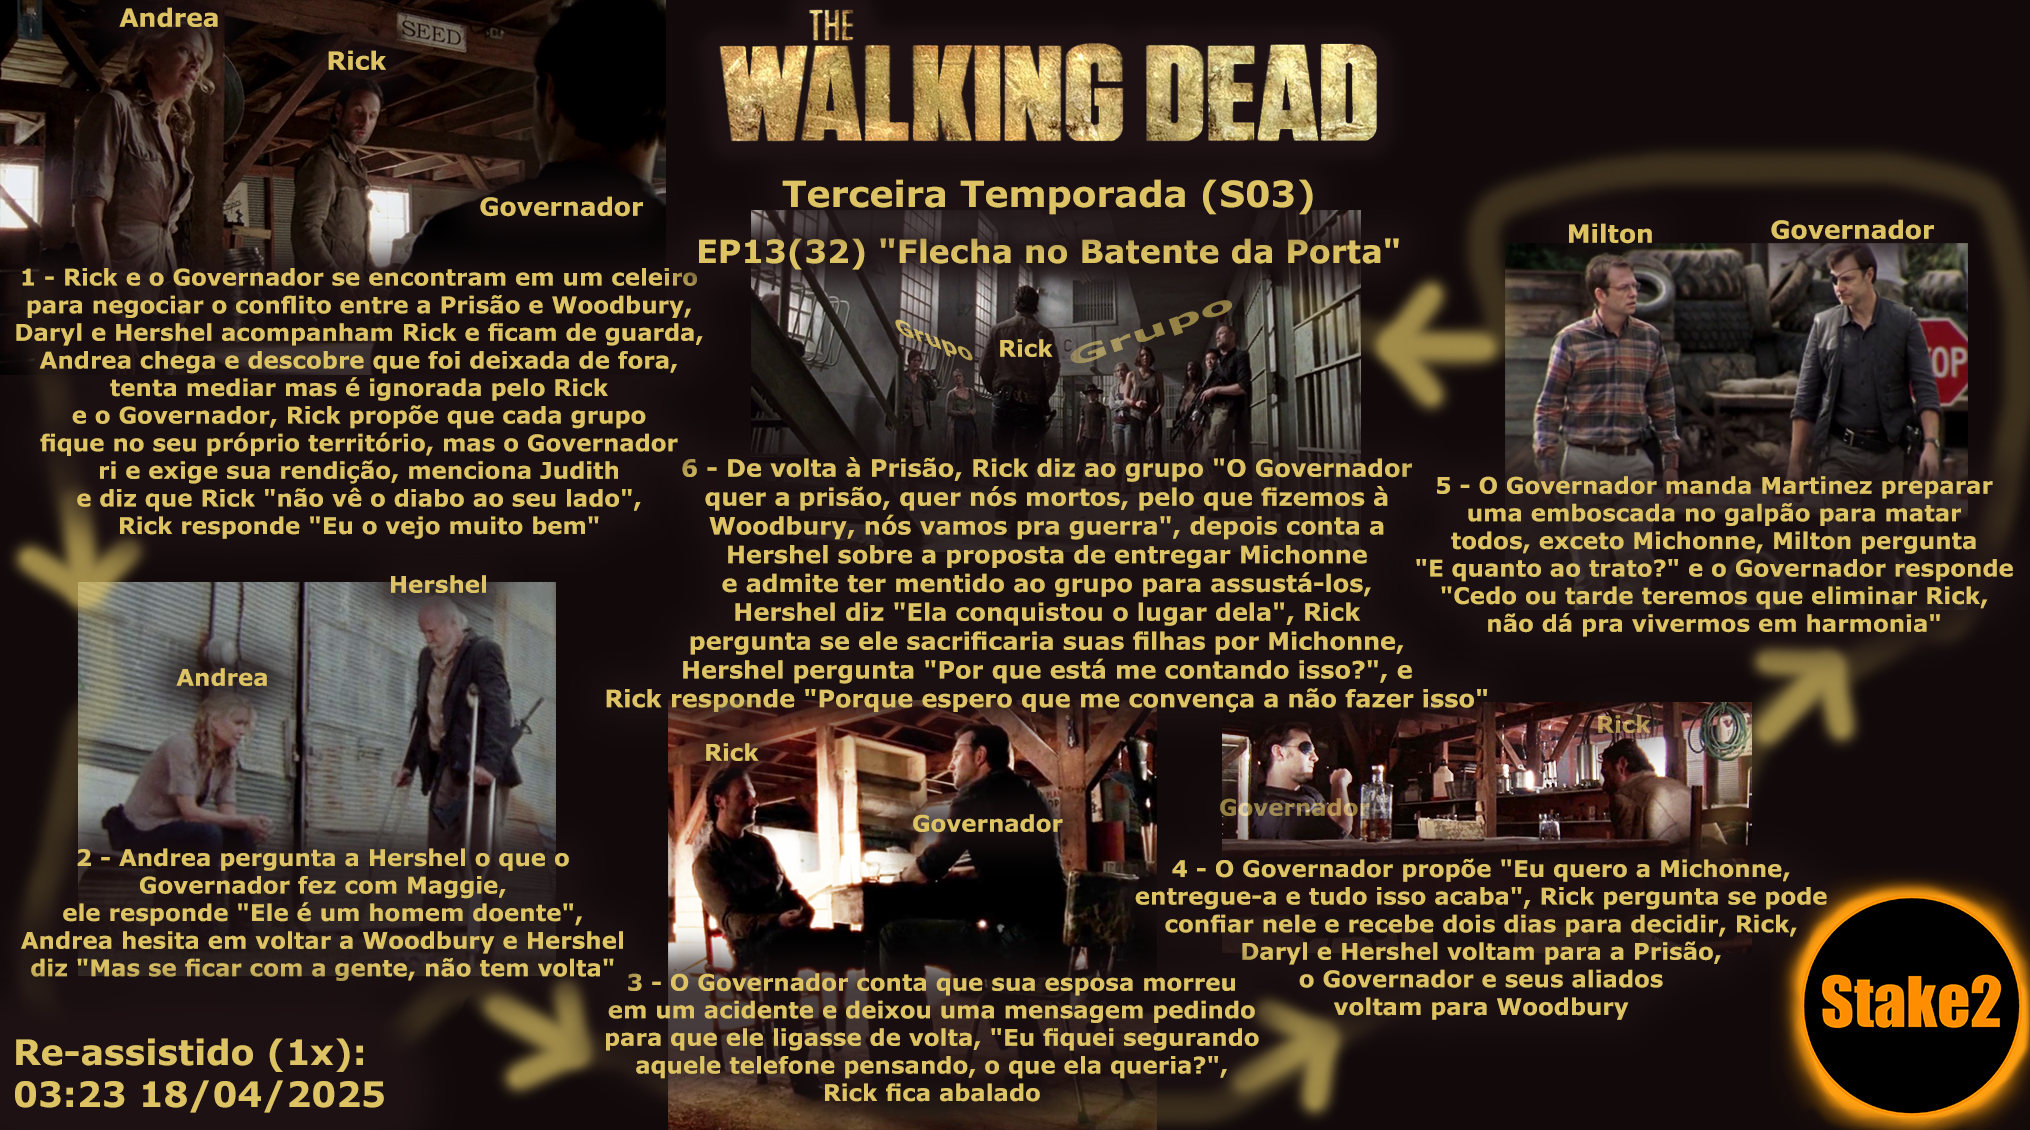 Andrea
SEED
Rick
Governador
THE
WALKING DEAD
Terceira Temporada (S03)
EP13(32) "Flecha no Batente da Porta"
1 - Rick e o Governador se encontram em um celeiro
para negociar o conflito entre a Prisão e Woodbury,
Daryl e Hershel acompanham Rick e ficam de guarda,
Andrea chega e descobre que foi deixada de fora,
tenta mediar mas é ignorada pelo Rick
e o Governador, Rick propõe que cada grupo
fique no seu próprio território, mas o Governador
ri e exige sua rendição, menciona Judith
e diz que Rick "não vê o diabo ao seu lado",
Rick responde "Eu o vejo muito bem"
Hershel
Andrea
2 - Andrea pergunta a Hershel o que o
Governador fez com Maggie,
ele responde "Ele é um homem doente",
Andrea hesita em voltar a Woodbury e Hershel
diz "Mas se ficar com a gente, não tem volta"
Rick
Governador
3 - O Governador conta que sua esposa morreu
em um acidente e deixou uma mensagem pedindo
para que ele ligasse de volta, "Eu fiquei segurando
aquele telefone pensando, o que ela queria?",
Rick fica abalado
Rick
Governador
4 - O Governador propõe "Eu quero a Michonne,
entregue-a e tudo isso acaba", Rick pergunta se pode
confiar nele e recebe dois dias para decidir, Rick,
Daryl e Hershel voltam para a Prisão,
o Governador e seus aliados
voltam para Woodbury
Milton
Governador
OP
5 - O Governador manda Martinez preparar
uma emboscada no galpão para matar
todos, exceto Michonne, Milton pergunta
"E quanto ao trato?" e o Governador responde
"Cedo ou tarde teremos que eliminar Rick,
não dá pra vivermos em harmonia"
Grupo
Rick
Grupo
6 - De volta à Prisão, Rick diz ao grupo "O Governador
quer a prisão, quer nós mortos, pelo que fizemos à
Woodbury, nós vamos pra guerra", depois conta a
Hershel sobre a proposta de entregar Michonne
e admite ter mentido ao grupo para assustá-los,
Hershel diz "Ela conquistou o lugar dela", Rick
pergunta se ele sacrificaria suas filhas por Michonne,
Hershel pergunta "Por que está me contando isso?", e
Rick responde "Porque espero que me convença a não fazer isso"
Re-assistido (1x):
03:23 18/04/2025
Stake2